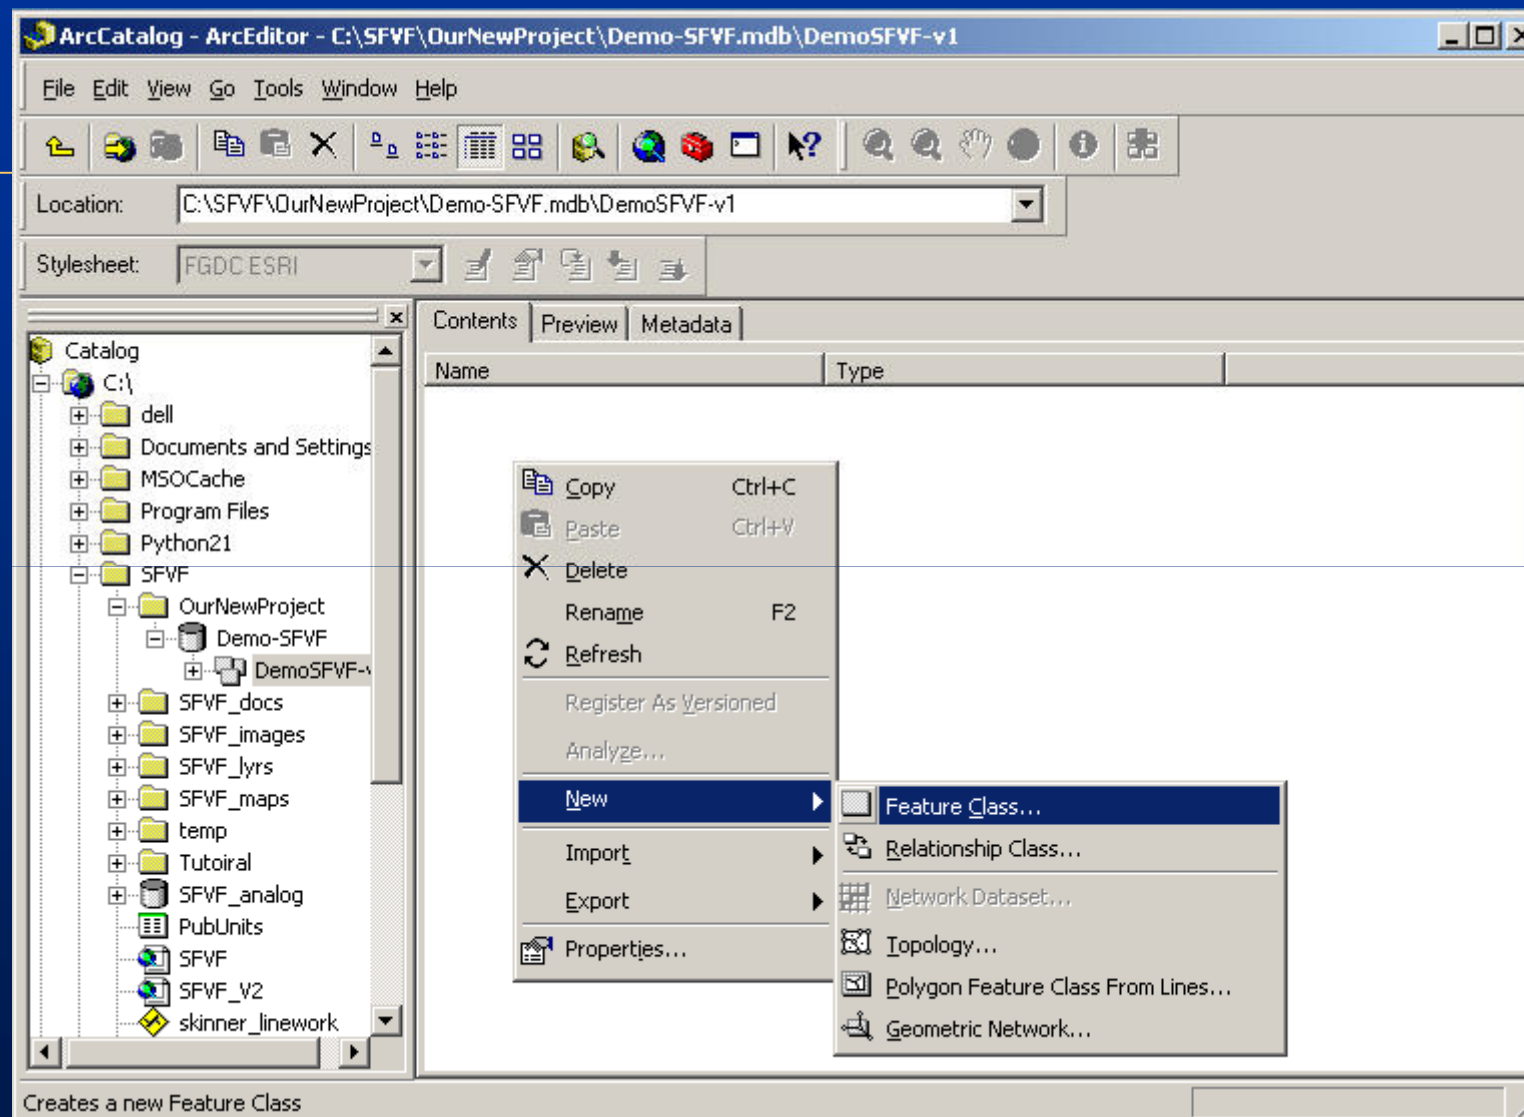 ArcCatalog - ArcEditor - C:\SFVF\OurNewProject\Demo-SFVF.mdb\DemoSFVF-v1
File Edit View Go Tools Window Help
Location: C:\SFVF\OurNewProject\Demo-SFVF.mdb\DemoSFVF-v1
Stylesheet: FGDC ESRI
Contents Preview Metadata
Name Type
Catalog
C:\
dell
Documents and Settings
MSOCache
Program Files
Python21
SFVF
OurNewProject
Demo-SFVF
DemoSFVF-v
SFVF_docs
SFVF_images
SFVF_lyrs
SFVF_maps
temp
Tutoiral
SFVF_analog
PubUnits
SFVF
SFVF_V2
skinner_linework
Copy Ctrl+C
Paste Ctrl+V
Delete
Rename F2
Refresh
Register As Versioned
Analyze...
New
Import
Export
Properties...
Feature Class...
Relationship Class...
Network Dataset...
Topology...
Polygon Feature Class From Lines...
Geometric Network...
Creates a new Feature Class